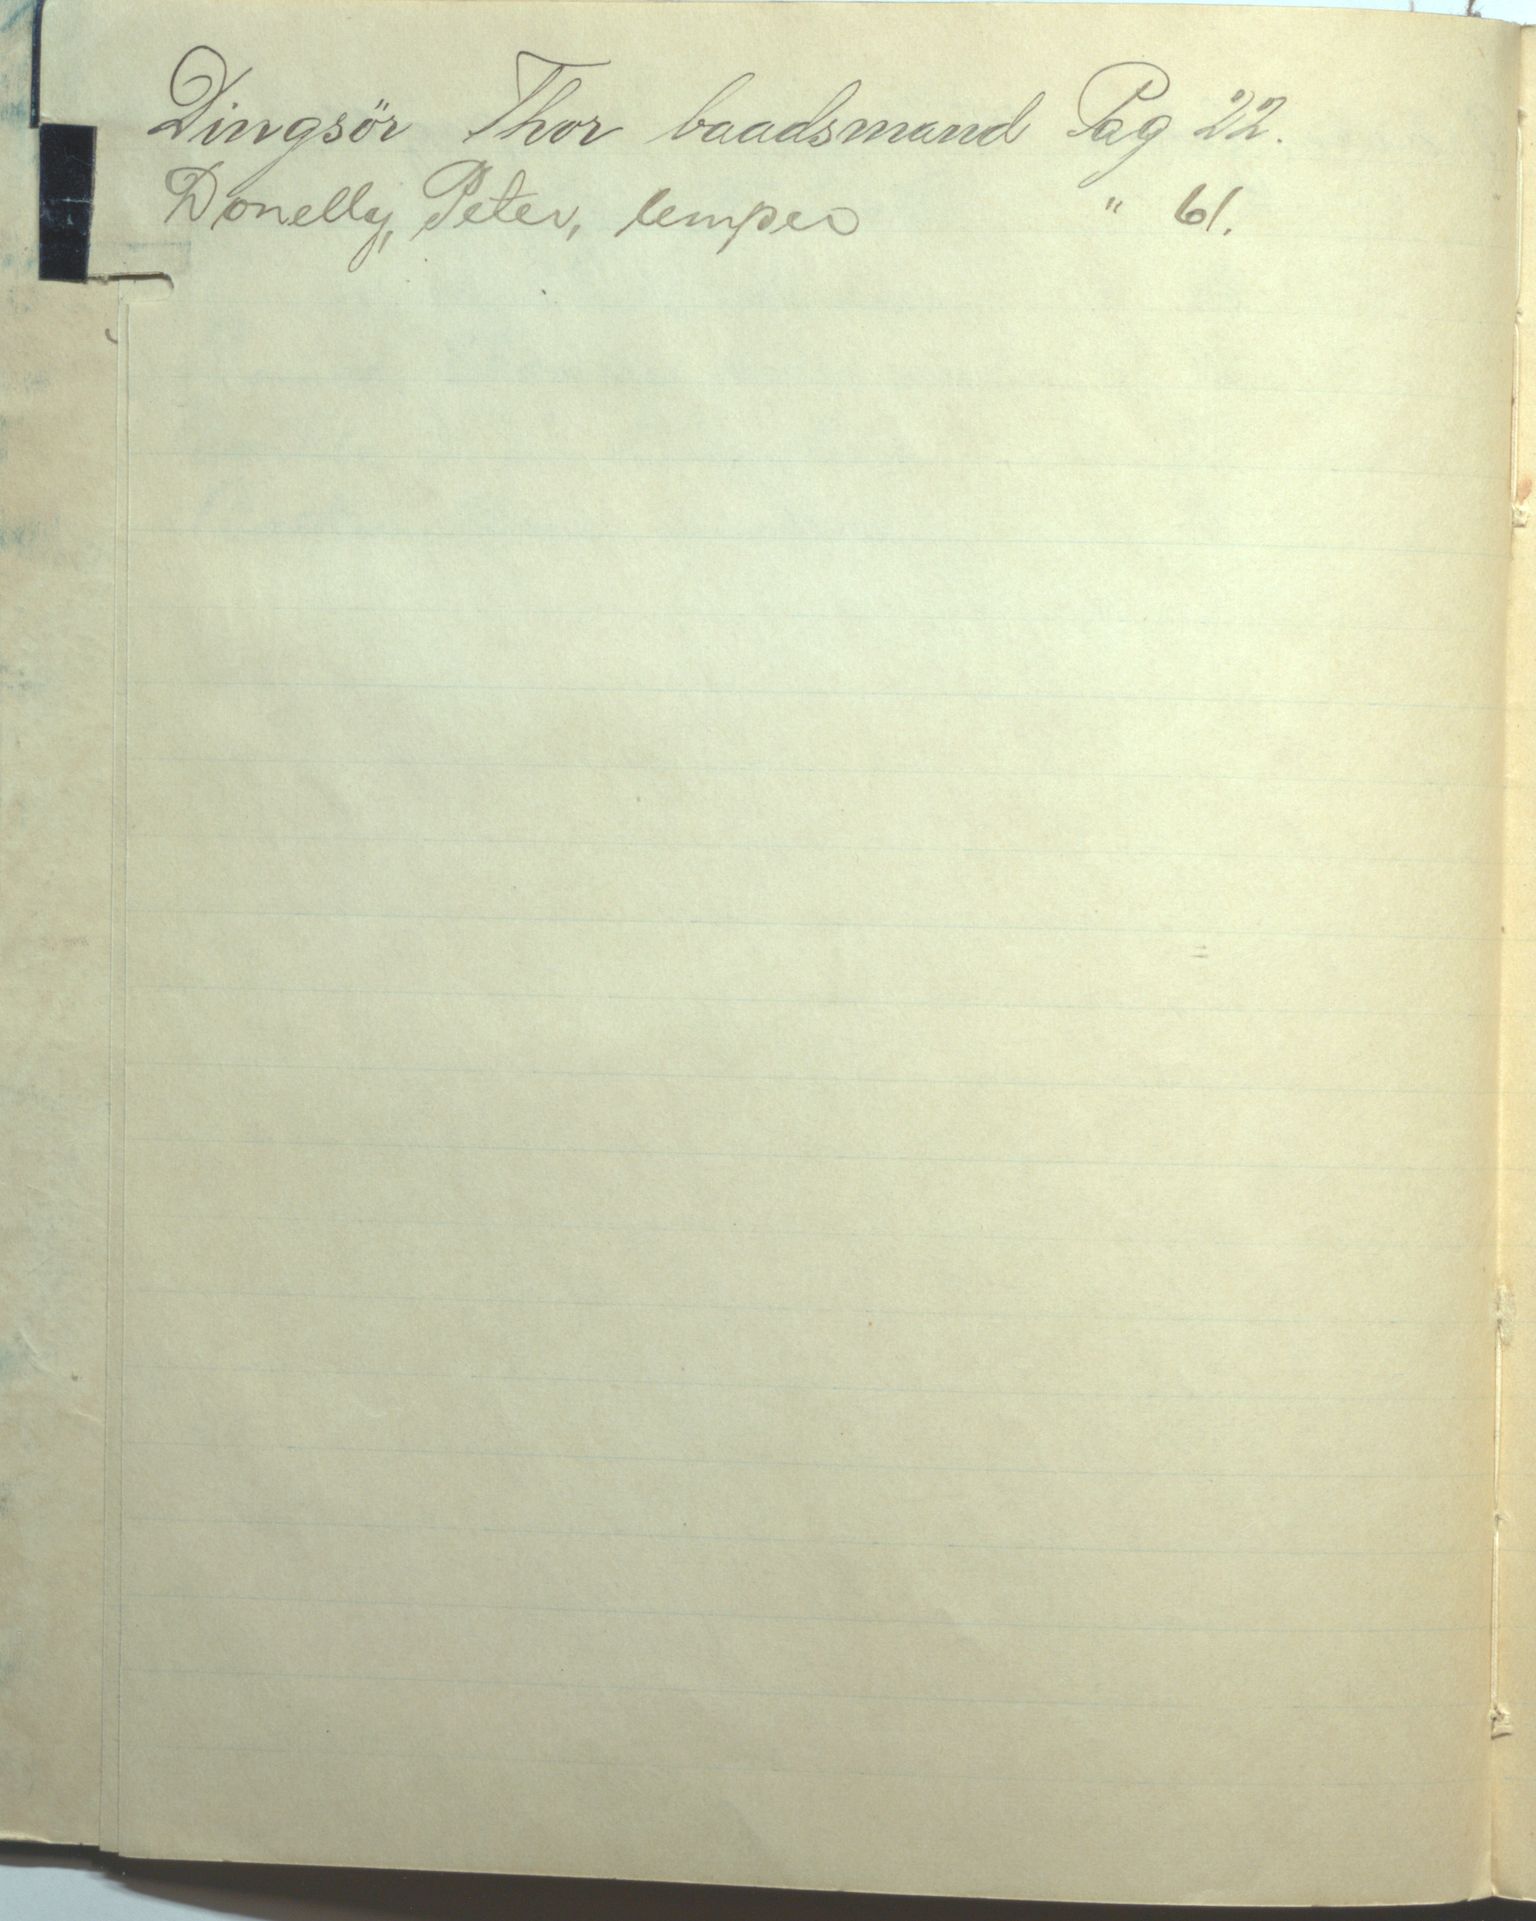 Dingsör Thor baadsmand Pag 22.
Donelly, Peter, lemper " 61.